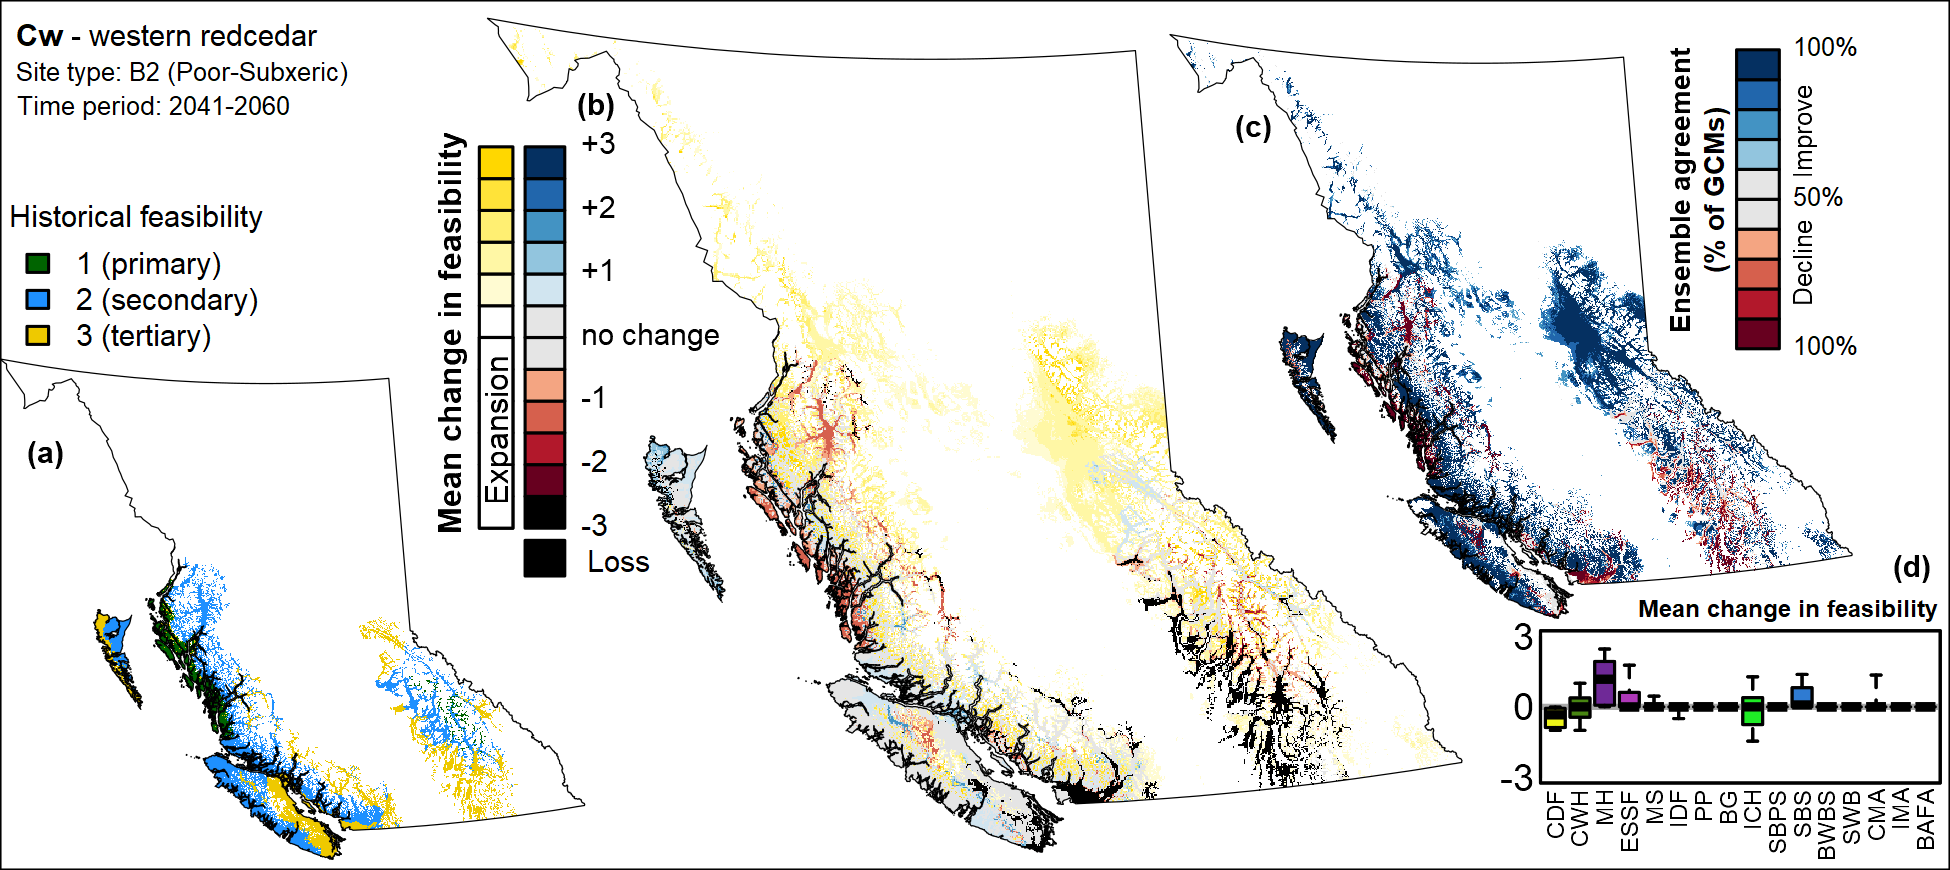 Cw - western redcedar
Site type: B2 (Poor-Subxeric)
Time period: 2041-2060
Historical feasibility
1 (primary)
2 (secondary)
3 (tertiary)
(a)
(b)
Mean change in feasibility
Expansion
+3
+2
+1
no change
-1
-2
-3
Loss
(c)
Ensemble agreement
(% of GCMs)
100%
Improve
50%
Decline
100%
(d)
Mean change in feasibility
3
0
-3
CDF
CWH
MH
ESSF
MS
IDF
PP
BG
ICH
SBPS
SBS
BWBS
SWB
CMA
IMA
BAFA